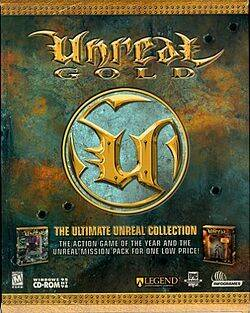 Unreal
GOLD
U
THE ULTIMATE UNREAL COLLECTION
THE ACTION GAME OF THE YEAR AND THE
UNREAL MISSION PACK FOR ONE LOW PRICE!
WINDOWS 95
CD-ROM
LEGEND
INFOGRAMES